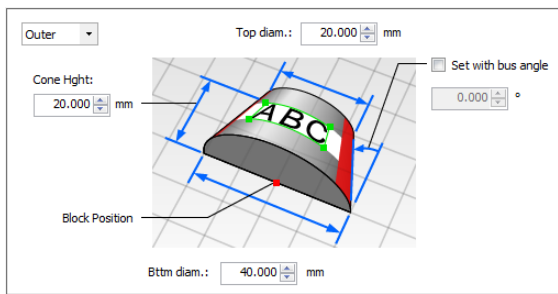 Outer
Top diam.: 20.000 mm
Set with bus angle
0.000 °
Cone Hght:
20.000 mm
ABC
Block Position
Bttm diam.: 40.000 mm